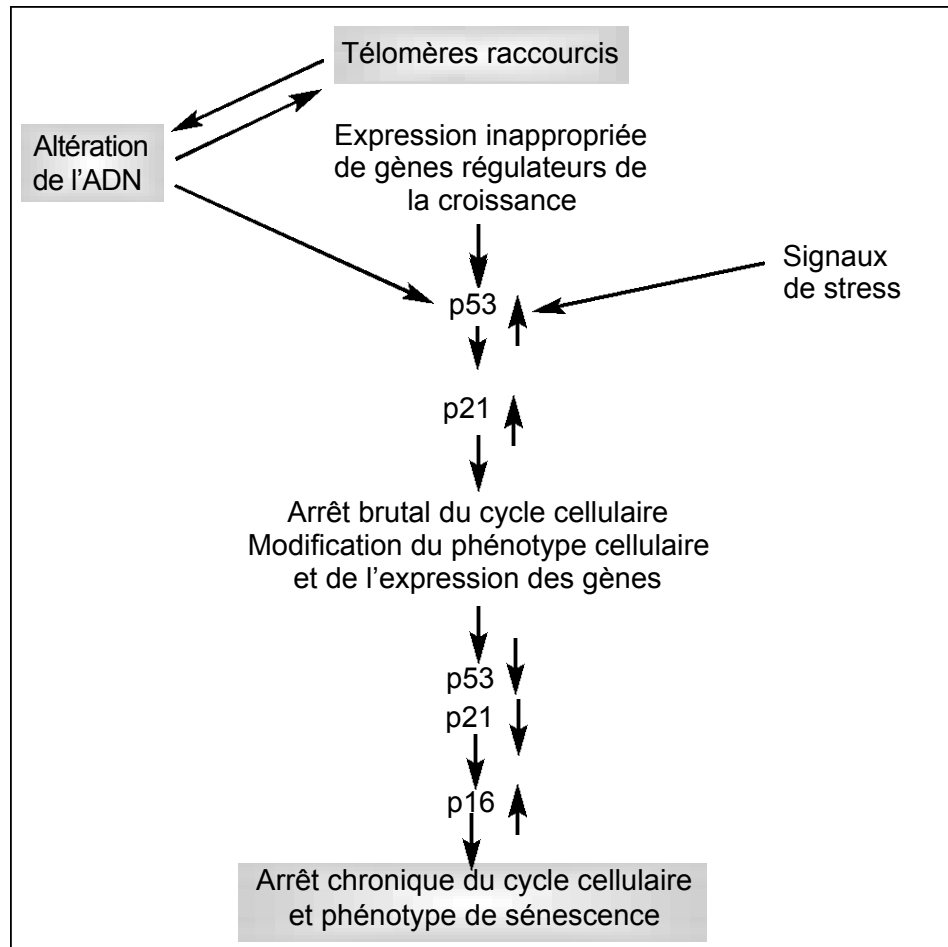 Télomères raccourcis
Altération
de l’ADN
Expression inappropriée
de gènes régulateurs de
la croissance
Signaux
de stress
p53
p21
Arrêt brutal du cycle cellulaire
Modification du phénotype cellulaire
et de l’expression des gènes
p53
p21
p16
Arrêt chronique du cycle cellulaire
et phénotype de sénescence